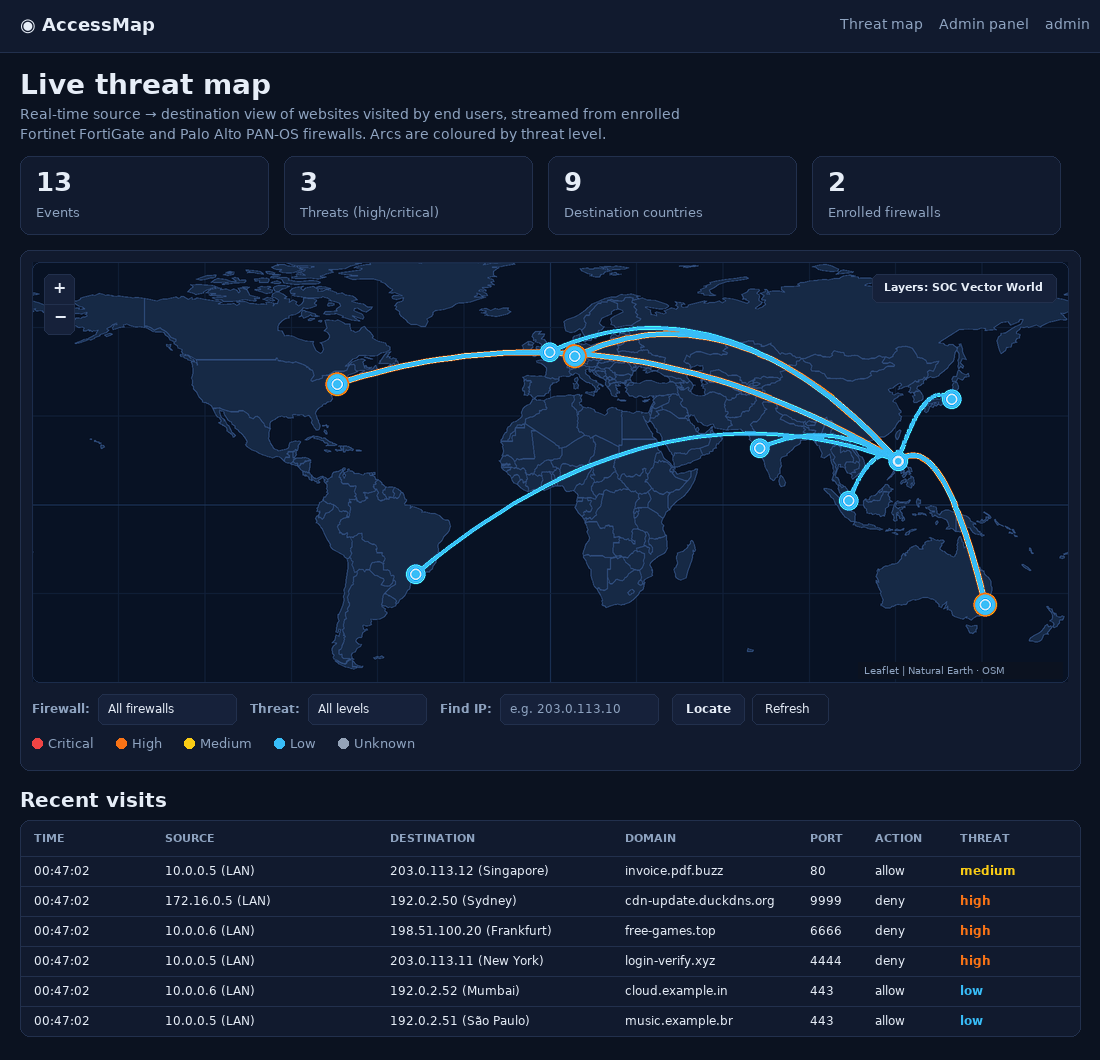 ◉ AccessMap
Threat map Admin panel admin
Live threat map
Real-time source → destination view of websites visited by end users, streamed from enrolled
Fortinet FortiGate and Palo Alto PAN-OS firewalls. Arcs are coloured by threat level.
13
Events
3
Threats (high/critical)
9
Destination countries
2
Enrolled firewalls
+
−
Layers: SOC Vector World
Leaflet | Natural Earth · OSM
Firewall: All firewalls Threat: All levels Find IP: e.g. 203.0.113.10 Locate Refresh
Critical High Medium Low Unknown
Recent visits
TIME SOURCE DESTINATION DOMAIN PORT ACTION THREAT
00:47:02 10.0.0.5 (LAN) 203.0.113.12 (Singapore) invoice.pdf.buzz 80 allow medium
00:47:02 172.16.0.5 (LAN) 192.0.2.50 (Sydney) cdn-update.duckdns.org 9999 deny high
00:47:02 10.0.0.6 (LAN) 198.51.100.20 (Frankfurt) free-games.top 6666 deny high
00:47:02 10.0.0.5 (LAN) 203.0.113.11 (New York) login-verify.xyz 4444 deny high
00:47:02 10.0.0.6 (LAN) 192.0.2.52 (Mumbai) cloud.example.in 443 allow low
00:47:02 10.0.0.5 (LAN) 192.0.2.51 (São Paulo) music.example.br 443 allow low